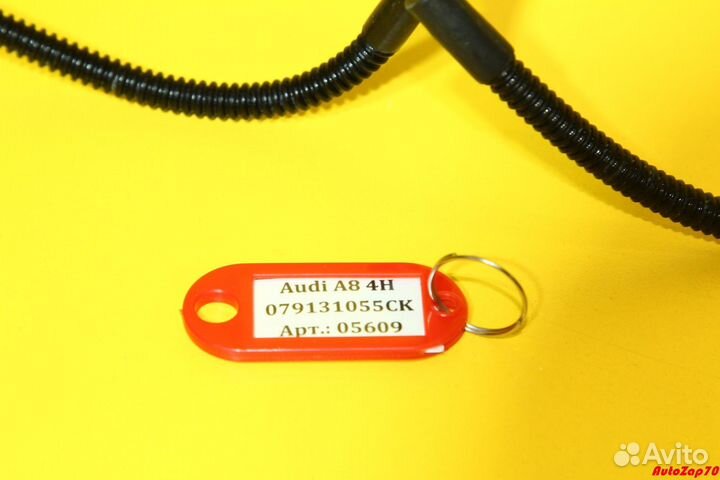 Audi A8 4H
079131055CK
Арт.: 05609
Avito
AutoZap70